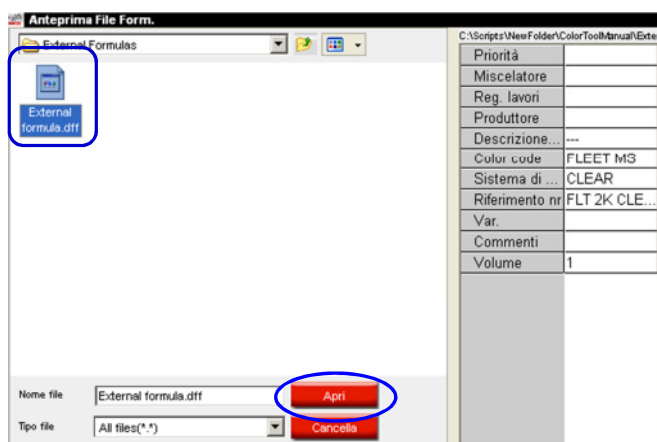 Anteprima File Form.
External Formulas
External
formula.dff
Nome file
External formula.dff
Apri
Tipo file
All files(*.*)
Cancella
C:\Scripts\NewFolder\ColorToolManual\Exte
Priorità
Miscelatore
Reg. lavori
Produttore
Descrizione... ---
Color code FLEET M3
Sistema di ... CLEAR
Riferimento nr FLT 2K CLE...
Var.
Commenti
Volume 1